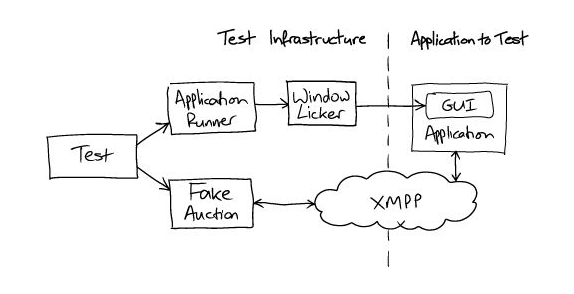 Test Infrastructure
Application to Test
Application
Runner
Window
Licker
GUI
Application
Test
Fake
Auction
XMPP